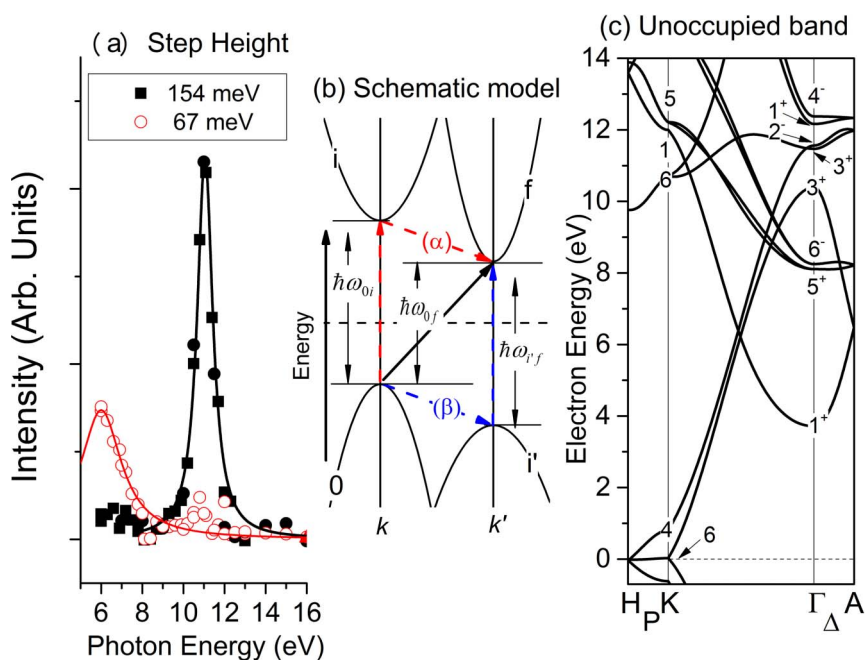 (a) Step Height
154 meV
67 meV
Intensity (Arb. Units)
6 8 10 12 14 16
Photon Energy (eV)
(b) Schematic model
i
f
(α)
ħω0i
ħω0f
ħωi'f
Energy
(β)
0
i'
k
k'
(c) Unoccupied band
Electron Energy (eV)
14
12
10
8
6
4
2
0
5
1
6
4
6
4⁻
1⁺
2⁻
3⁺
3⁺
6⁻
5⁺
1⁺
H P K Γ Δ A